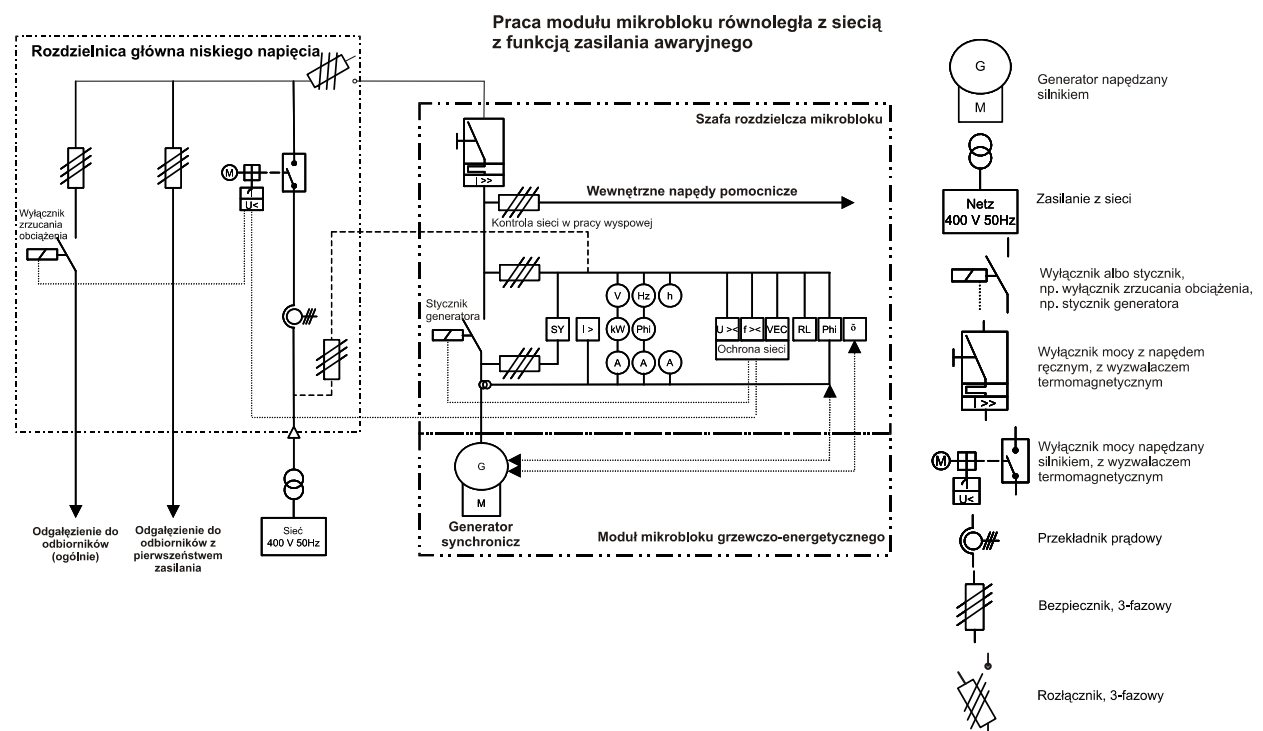 Praca modułu mikrobloku równoległa z siecią
z funkcją zasilania awaryjnego
Rozdzielnica główna niskiego napięcia
Szafa rozdzielcza mikrobloku
I >>
Wewnętrzne napędy pomocnicze
M
U<
Wyłącznik
zrzucania
obciążenia
Kontrola sieci w pracy wyspowej
Stycznik
generatora
V
Hz
h
SY
I >
kW
Phi
U ><
f ><
VEC
RL
Phi
õ
Ochrona sieci
A
A
A
G
M
Generator
synchronicz
Moduł mikrobloku grzewczo-energetycznego
Odgałęzienie do
odbiorników
(ogólnie)
Odgałęzienie do
odbiorników z
pierwszeństwem
zasilania
Sieć
400 V 50Hz
G
M
Generator napędzany
silnikiem
Netz
400 V 50Hz
Zasilanie z sieci
Wyłącznik albo stycznik,
np. wyłącznik zrzucania obciążenia,
np. stycznik generatora
I >>
Wyłącznik mocy z napędem
ręcznym, z wyzwalaczem
termomagnetycznym
M
U<
Wyłącznik mocy napędzany
silnikiem, z wyzwalaczem
termomagnetycznym
Przekładnik prądowy
Bezpiecznik, 3-fazowy
Rozłącznik, 3-fazowy